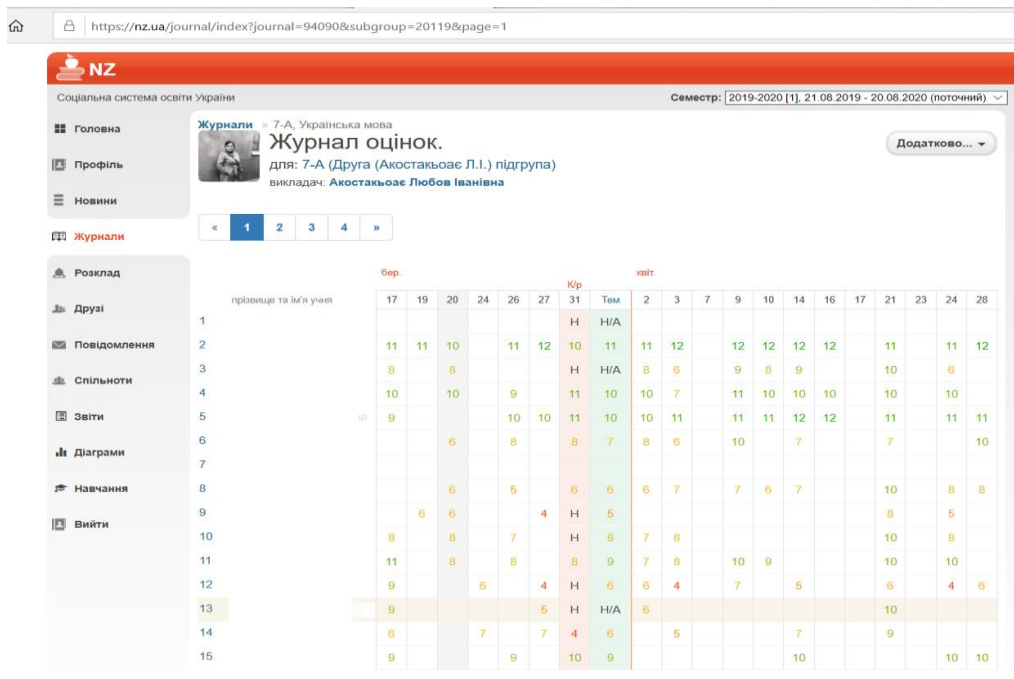 https://nz.ua/journal/index?journal=94090&subgroup=20119&page=1
NZ
Соціальна система освіти України
Семестр: 2019-2020 [1], 21.08.2019 - 20.08.2020 (поточний)
Головна
Профіль
Новини
Журнали
Розклад
Друзі
Повідомлення
Спільноти
Звіти
Діаграми
Навчання
Вийти
Журнали » 7-А, Українська мова
Журнал оцінок.
Додатково...
для: 7-А (Друга (Акостакьоає Л.І.) підгрупа)
викладач: Акостакьоає Любов Іванівна
« 1 2 3 4 »
бер. К/р квіт.
прізвище та ім'я учня 17 19 20 24 26 27 31 Тем 2 3 7 9 10 14 16 17 21 23 24 28
1 Н Н/А
2 11 11 10 11 12 10 11 11 12 12 12 12 12 11 11 12
3 8 8 Н Н/А 8 6 9 8 9 10 6
4 10 10 9 11 10 10 7 11 10 10 10 10 10
5 9 10 10 11 10 10 11 11 11 12 12 11 11 11
6 6 8 8 7 8 6 10 7 7 10
7
8 6 5 6 6 6 7 7 6 7 10 8 8
9 6 6 4 Н 5 8 5
10 8 8 7 Н 8 7 8 10 8
11 11 8 8 8 9 7 8 10 9 10 10
12 9 6 4 Н 6 6 4 7 5 6 4 6
13 9 5 Н Н/А 6 10
14 6 7 7 4 6 5 7 9
15 9 9 10 9 10 10 10